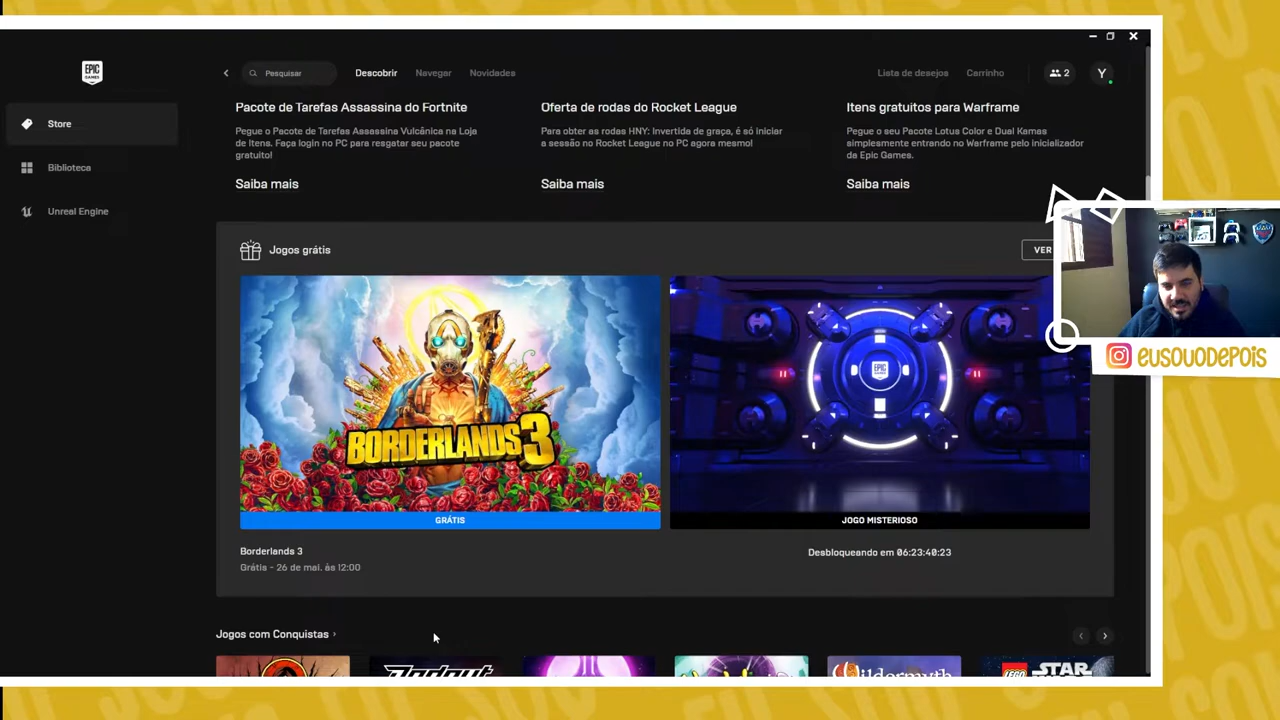 EPIC GAMES
Pesquisar
Descobrir
Navegar
Novidades
Lista de desejos
Carrinho
2
Y
Store
Biblioteca
Unreal Engine
Pacote de Tarefas Assassina do Fortnite
Pegue o Pacote de Tarefas Assassina Vulcânica na Loja
de Itens. Faça login no PC para resgatar seu pacote
gratuito!
Saiba mais
Oferta de rodas do Rocket League
Para obter as rodas HNY: Invertida de graça, é só iniciar
a sessão no Rocket League no PC agora mesmo!
Saiba mais
Itens gratuitos para Warframe
Pegue o seu Pacote Lotus Color e Dual Kamas
simplesmente entrando no Warframe pelo inicializador
da Epic Games.
Saiba mais
Jogos grátis
VER
BORDERLANDS 3
GRÁTIS
EPIC
JOGO MISTERIOSO
Borderlands 3
Grátis - 26 de mai. às 12:00
Desbloqueando em 06:23:40:23
eusouodepois
Jogos com Conquistas
Rodout
Wildermyth
LEGO
STAR